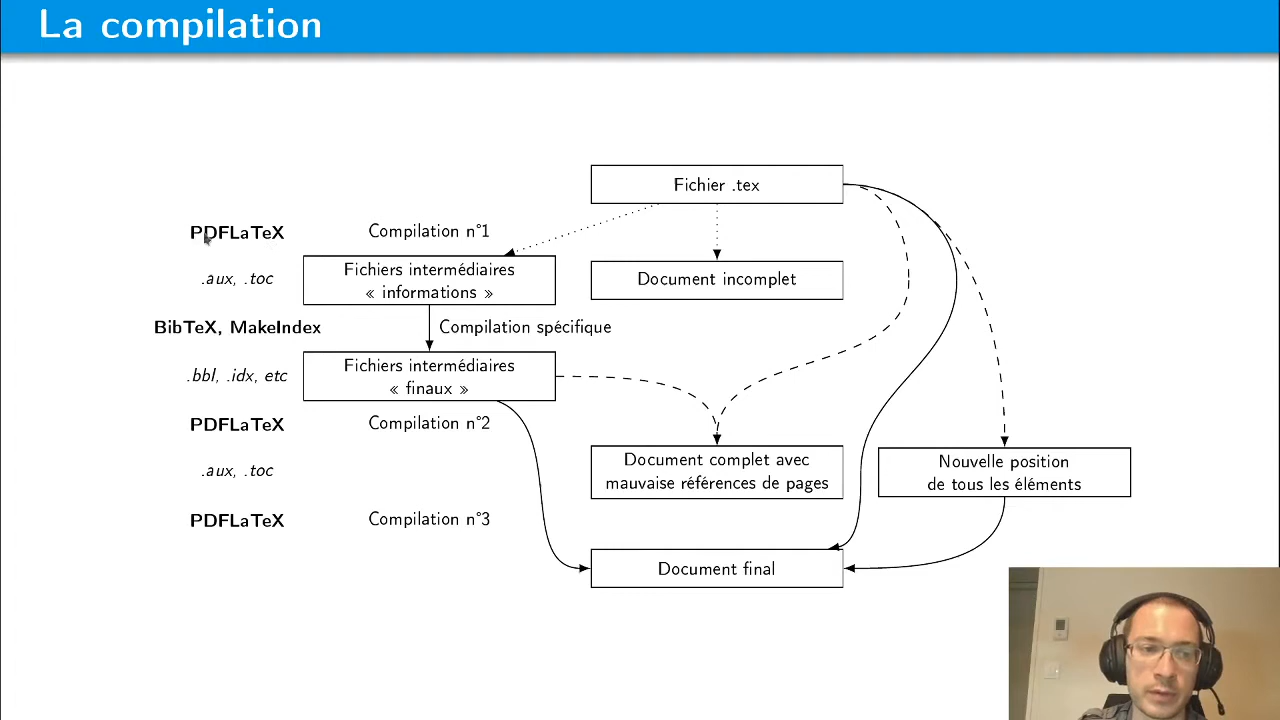 La compilation
Fichier .tex
PDFLaTeX
Compilation n°1
.aux, .toc
Fichiers intermédiaires
« informations »
Document incomplet
BibTeX, MakeIndex
Compilation spécifique
.bbl, .idx, etc
Fichiers intermédiaires
« finaux »
PDFLaTeX
Compilation n°2
.aux, .toc
Document complet avec
mauvaise références de pages
Nouvelle position
de tous les éléments
PDFLaTeX
Compilation n°3
Document final